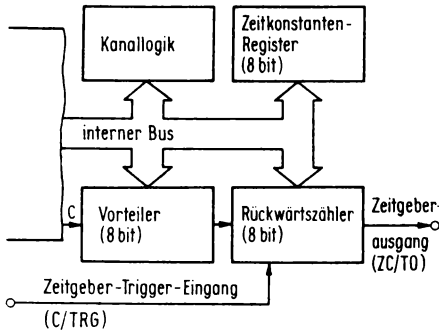 Kanallogik
Zeitkonstanten-
Register
(8 bit)
interner Bus
C
Vorteiler
(8 bit)
Rückwärtszähler
(8 bit)
Zeitgeber-
ausgang
(ZC/TO)
Zeitgeber-Trigger-Eingang
(C/TRG)